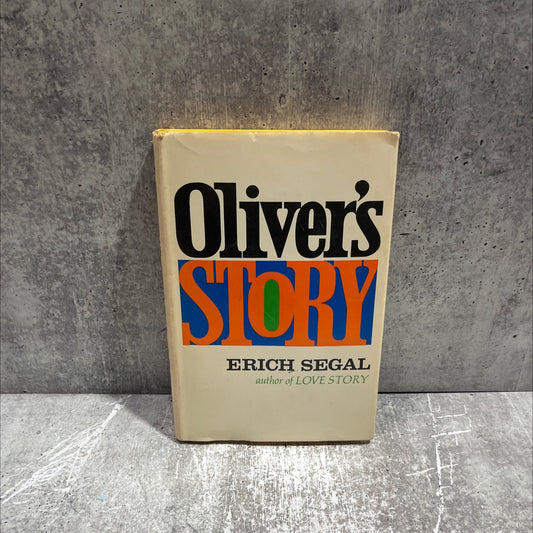 Oliver's
STORY
ERICH SEGAL
author of LOVE STORY